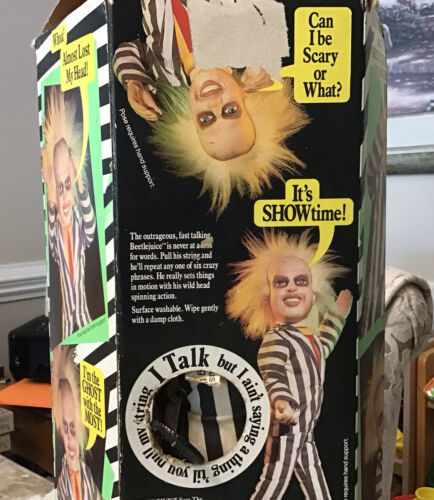 What!
Almost Lost
My Head!
Can
I be
Scary
or
What?
Pose requires hand support.
It's
SHOWtime!
The outrageous, fast talking,
Beetlejuice™ is never at a loss
for words. Pull his string and
he'll repeat any one of six crazy
phrases. He really sets things
in motion with his wild head
spinning action.
Surface washable. Wipe gently
with a damp cloth.
I'm the
GHOST
with the
MOST!
I Talk but I ain't saying a thing 'til you pull my string
requires hand support.